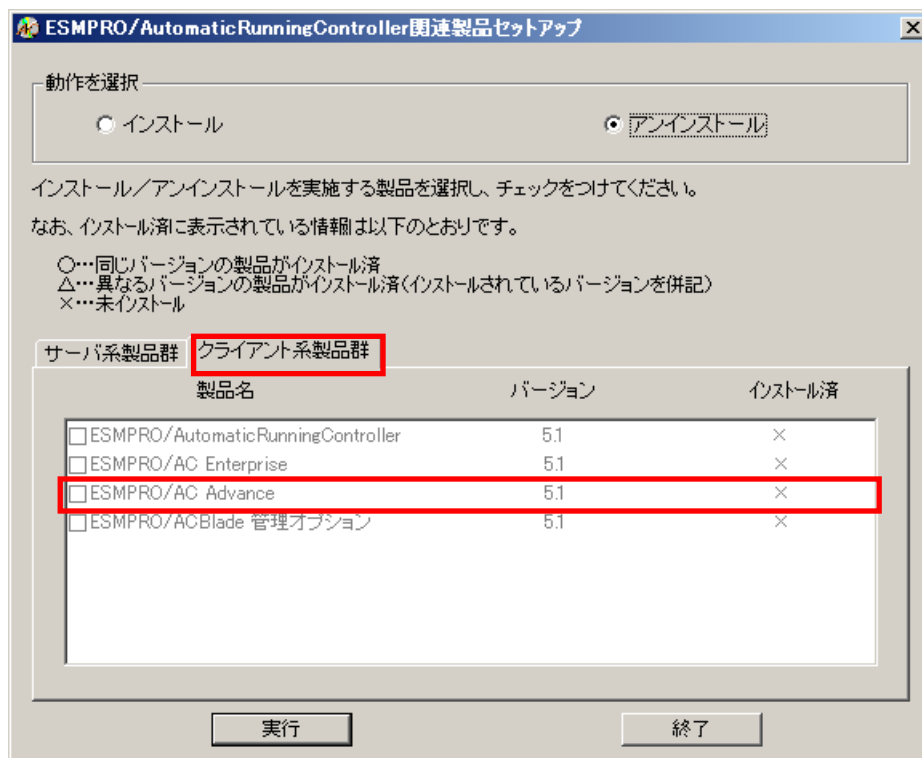 ESMPRO/AutomaticRunningController関連製品セットアップ
動作を選択
インストール
アンインストール
インストール／アンインストールを実施する製品を選択し、チェックをつけてください。
なお、インストール済に表示されている情報は以下のとおりです。
○…同じバージョンの製品がインストール済
△…異なるバージョンの製品がインストール済(インストールされているバージョンを併記)
×…未インストール
サーバ系製品群 クライアント系製品群
製品名 バージョン インストール済
ESMPRO/AutomaticRunningController 5.1 ×
ESMPRO/AC Enterprise 5.1 ×
ESMPRO/AC Advance 5.1 ×
ESMPRO/ACBlade 管理オプション 5.1 ×
実行 終了